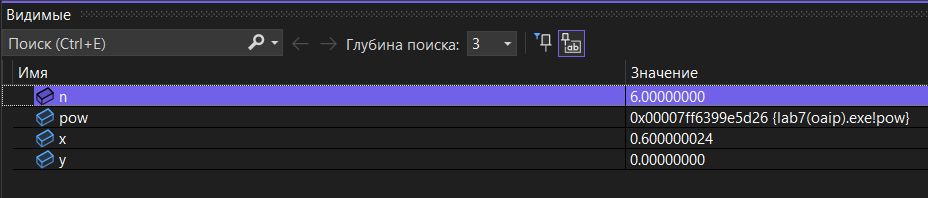 Видимые
Поиск (Ctrl+E) Глубина поиска: 3
Имя Значение
n 6.00000000
pow 0x00007ff6399e5d26 {lab7(oaip).exe!pow}
x 0.600000024
y 0.00000000